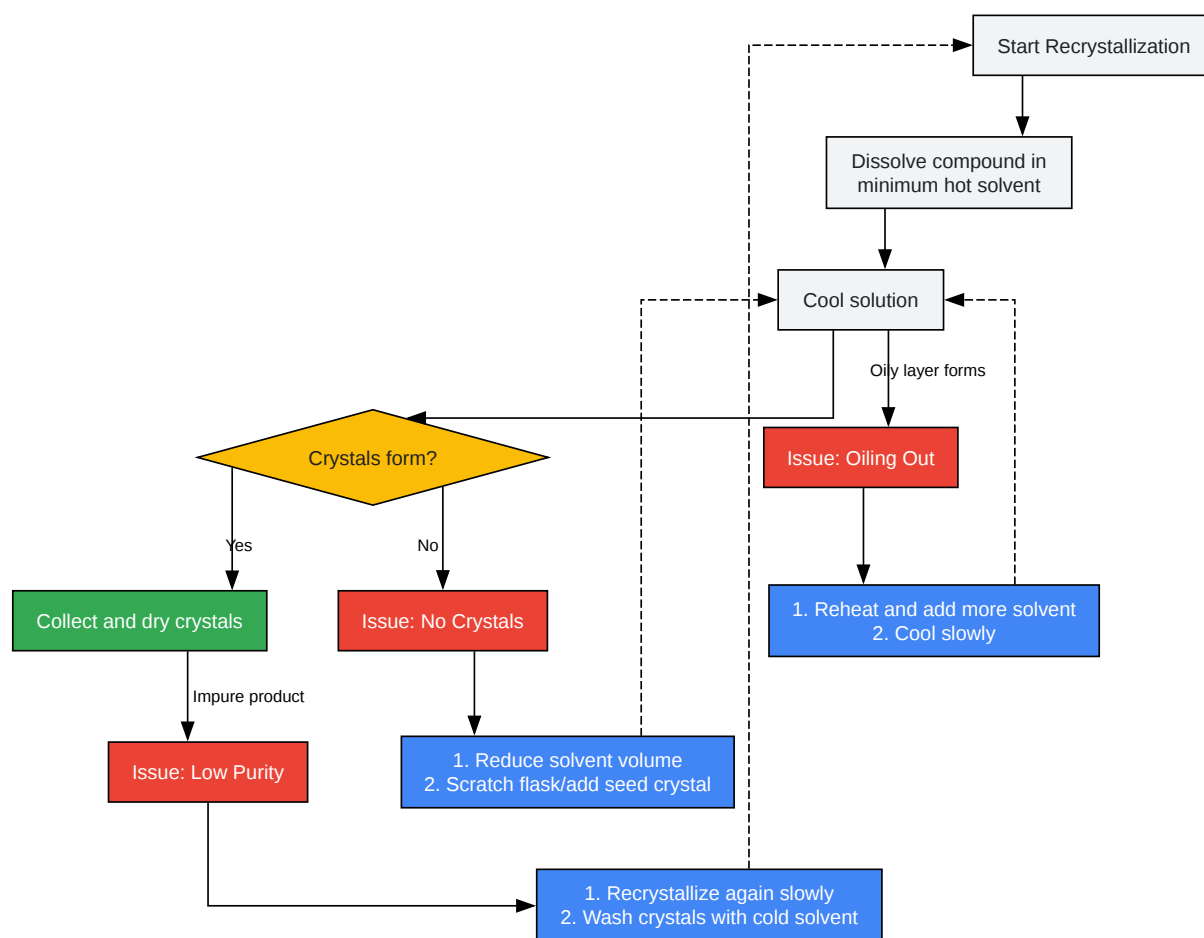 Start Recrystallization
Dissolve compound in
minimum hot solvent
Cool solution
Oily layer forms
Crystals form?
Issue: Oiling Out
Yes
No
Collect and dry crystals
Issue: No Crystals
1. Reheat and add more solvent
2. Cool slowly
Impure product
Issue: Low Purity
1. Reduce solvent volume
2. Scratch flask/add seed crystal
1. Recrystallize again slowly
2. Wash crystals with cold solvent